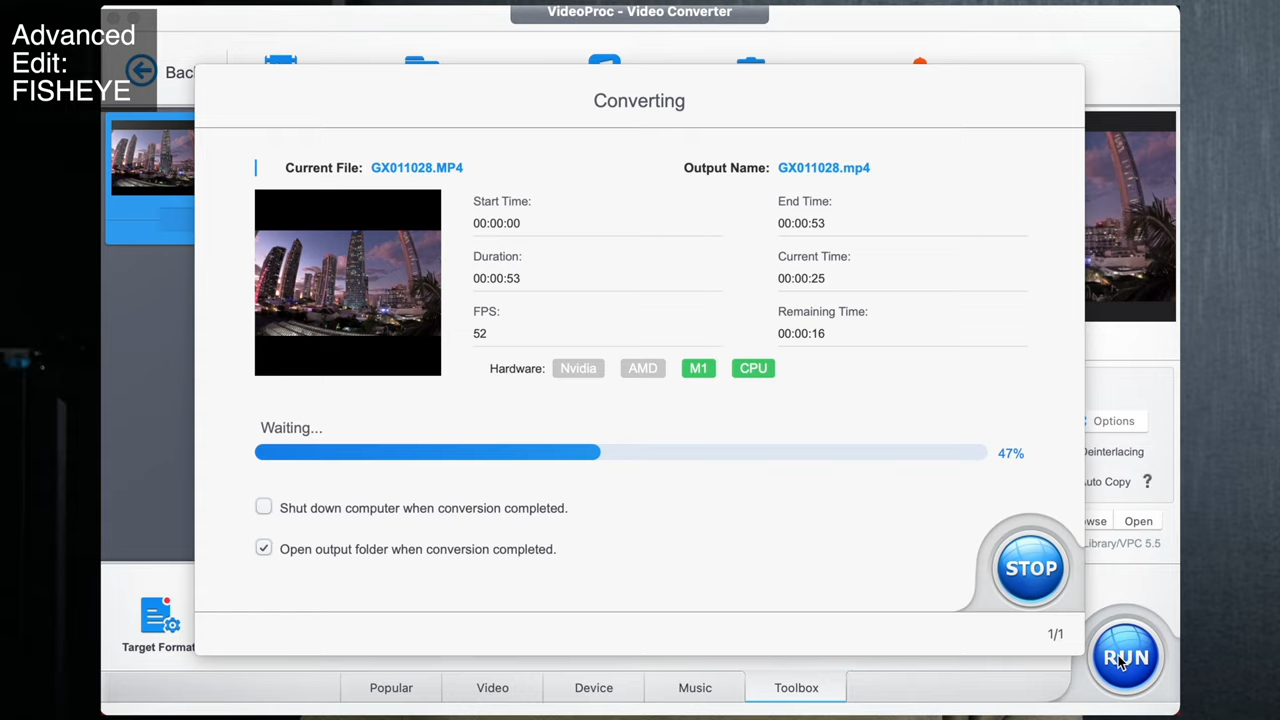 VideoProc - Video Converter
Advanced
Edit:
FISHEYE
Converting
Current File: GX011028.MP4
Output Name: GX011028.mp4
Start Time:
00:00:00
End Time:
00:00:53
Duration:
00:00:53
Current Time:
00:00:25
FPS:
52
Remaining Time:
00:00:16
Hardware: Nvidia AMD M1 CPU
Waiting...
47%
Shut down computer when conversion completed.
Open output folder when conversion completed.
STOP
1/1
Options
Deinterlacing
Copy ?
Open
Library/VPC 5.5
Target Format
RUN
Popular
Video
Device
Music
Toolbox